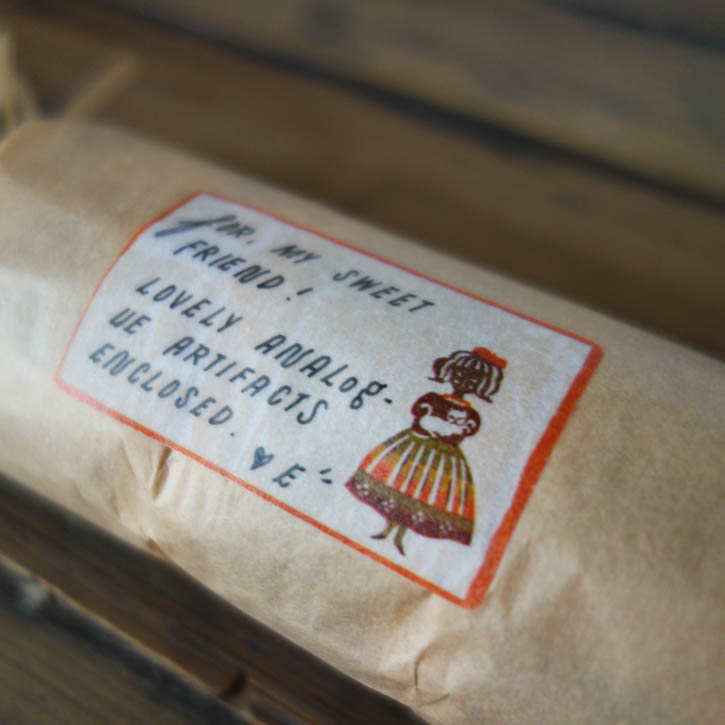 FOR, MY SWEET
FRIEND!
LOVELY ANALOG-
UE ARTIFACTS
ENCLOSED.
♥ E